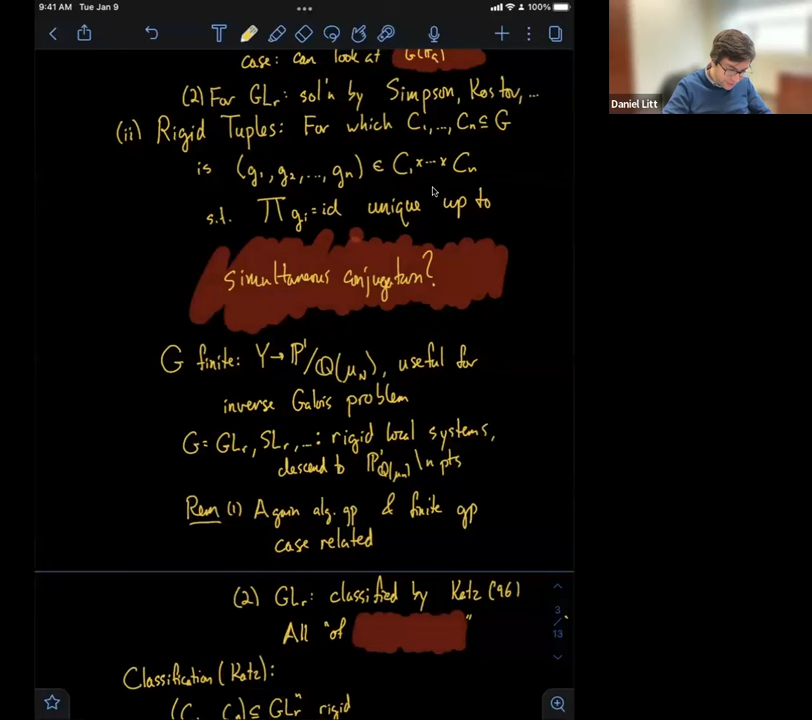 9:41 AM Tue Jan 9
100%
case: can look at
(2) For GLr: sol'n by Simpson, Kostov, ...
(ii) Rigid Tuples: For which C1, ..., Cn ⊆ G
is (g1, g2, ..., gn) ∈ C1 × ··· × Cn
s.t. ∏ gi = id unique up to
simultaneous conjugation?
G finite: Y → P¹/Q(μN), useful for
inverse Galois problem
G = GLr, SLr, ...: rigid local systems,
descend to P¹Q(μN) \ n pts
Rem (1) Again alg. gp & finite gp
case related
(2) GLr: classified by Katz (96)
All "of "
Classification (Katz):
⊆ GLrⁿ rigid
3
/
13
Daniel Litt